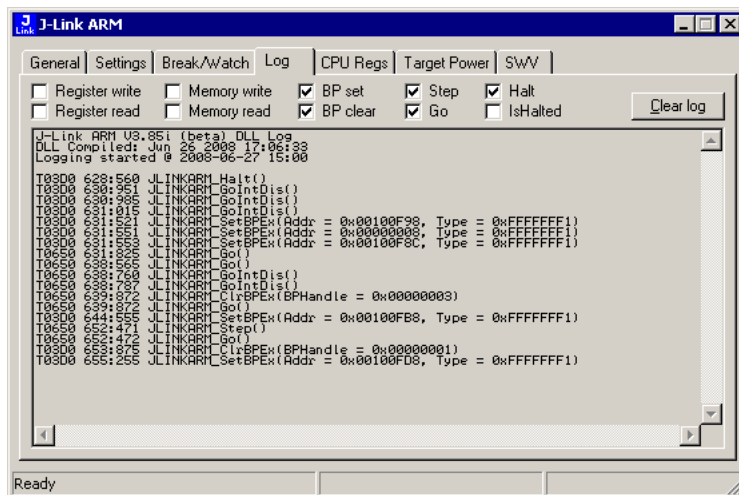 J-Link ARM
General Settings Break/Watch Log CPU Regs Target Power SWV
Register write Memory write BP set Step Halt
Register read Memory read BP clear Go IsHalted Clear log
J-Link ARM V3.85i (beta) DLL Log
DLL Compiled: Jun 26 2008 17:06:33
Logging started @ 2008-06-27 15:00
T03D0 628:560 JLINKARM_Halt()
T03D0 630:951 JLINKARM_GoIntDis()
T03D0 630:985 JLINKARM_GoIntDis()
T03D0 631:015 JLINKARM_GoIntDis()
T03D0 631:521 JLINKARM_SetBPEx(Addr = 0x00100F98, Type = 0xFFFFFFF1)
T03D0 631:551 JLINKARM_SetBPEx(Addr = 0x00000008, Type = 0xFFFFFFF1)
T03D0 631:553 JLINKARM_SetBPEx(Addr = 0x00100F8C, Type = 0xFFFFFFF1)
T0650 631:825 JLINKARM_Go()
T0650 638:565 JLINKARM_Go()
T0650 638:760 JLINKARM_GoIntDis()
T0650 638:787 JLINKARM_GoIntDis()
T0650 639:872 JLINKARM_ClrBPEx(BPHandle = 0x00000003)
T0650 639:872 JLINKARM_Go()
T03D0 644:555 JLINKARM_SetBPEx(Addr = 0x00100FB8, Type = 0xFFFFFFF1)
T0650 652:471 JLINKARM_Step()
T0650 652:472 JLINKARM_Go()
T03D0 653:875 JLINKARM_ClrBPEx(BPHandle = 0x00000001)
T03D0 655:255 JLINKARM_SetBPEx(Addr = 0x00100FD8, Type = 0xFFFFFFF1)
Ready